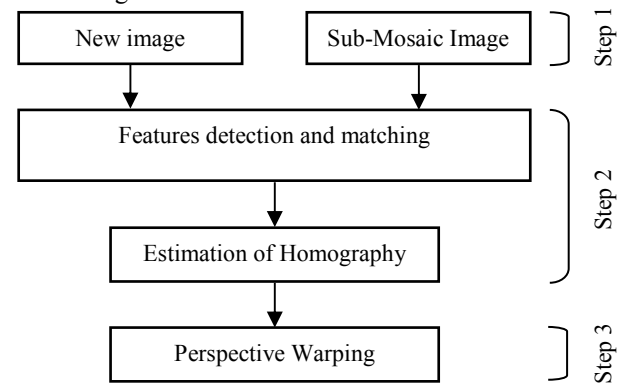 New image
Sub-Mosaic Image
Step 1
Features detection and matching
Step 2
Estimation of Homography
Perspective Warping
Step 3